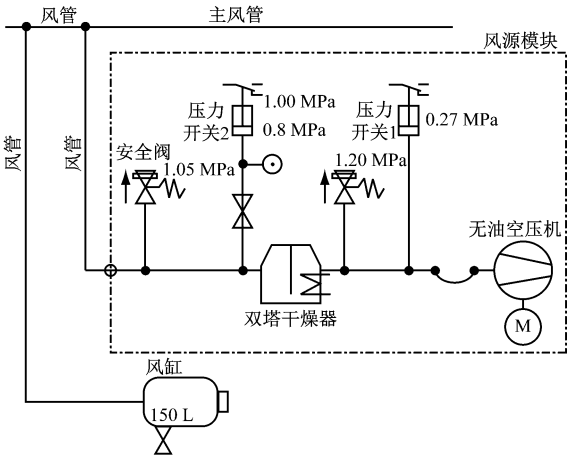 风管
主风管
风源模块
压力
开关2
1.00 MPa
0.8 MPa
压力
开关1
0.27 MPa
风管
风管
安全阀
1.05 MPa
1.20 MPa
无油空压机
双塔干燥器
M
风缸
150 L